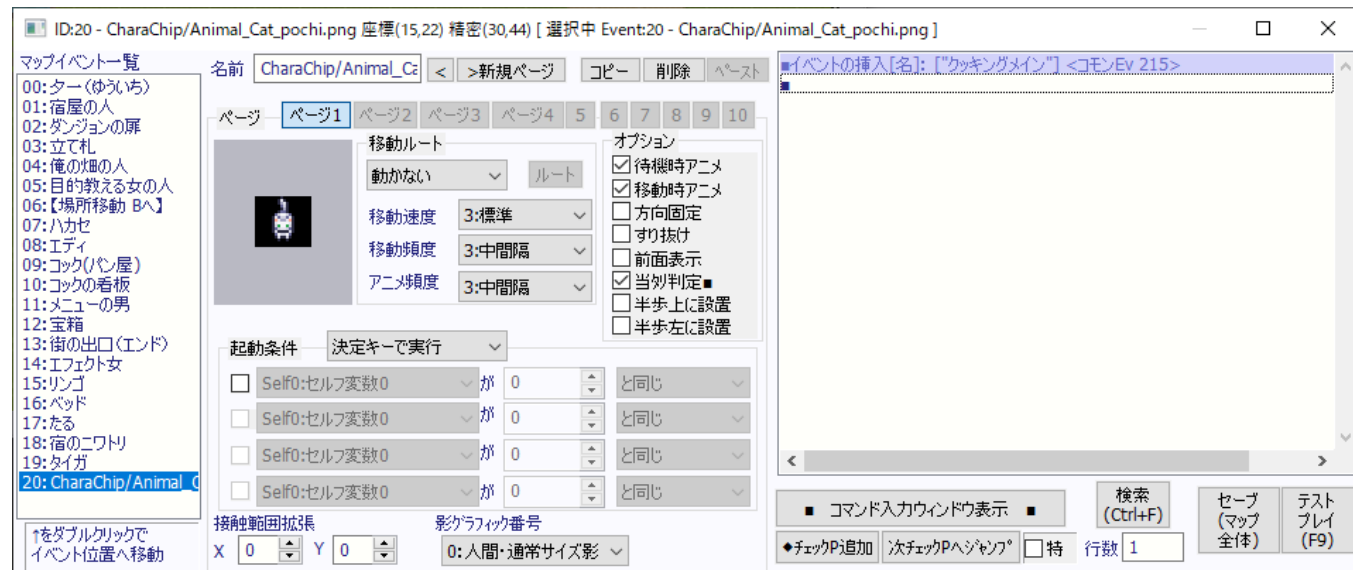 ID:20 - CharaChip/Animal_Cat_pochi.png 座標(15,22) 精密(30,44) [ 選択中 Event:20 - CharaChip/Animal_Cat_pochi.png ]
マップイベント一覧
00:夕一(ゆういち)
01:宿屋の人
02:ダンジョンの扉
03:立て札
04:俺の畑の人
05:目的教える女の人
06:【場所移動 Bへ】
07:ハカセ
08:エディ
09:コック(パン屋)
10:コックの看板
11:メニューの男
12:宝箱
13:街の出口(エンド)
14:エフェクト女
15:リンゴ
16:ベッド
17:たる
18:宿のニワトリ
19:タイガ
20: CharaChip/Animal_C
↑をダブルクリックで
イベント位置へ移動
名前 CharaChip/Animal_Ca < >新規ページ コピー 削除 ペースト
ページ ページ1 ページ2 ページ3 ページ4 5 6 7 8 9 10
移動ルート
動かない ルート
移動速度 3:標準
移動頻度 3:中間隔
アニメ頻度 3:中間隔
オプション
待機時アニメ
移動時アニメ
方向固定
すり抜け
前面表示
当たり判定■
半歩上に設置
半歩左に設置
起動条件 決定キーで実行
Self0:セルフ変数0 が 0 と同じ
Self0:セルフ変数0 が 0 と同じ
Self0:セルフ変数0 が 0 と同じ
Self0:セルフ変数0 が 0 と同じ
接触範囲拡張 影グラフィック番号
X 0 Y 0 0:人間・通常サイズ影
■イベントの挿入[名]: ["クッキングメイン"] <コモンEv 215>
■
■ コマンド入力ウィンドウ表示 ■
検索
(Ctrl+F)
セーブ
(マップ
全体)
テスト
プレイ
(F9)
◆チェックP追加 次チェックPへジャンプ 特 行数 1